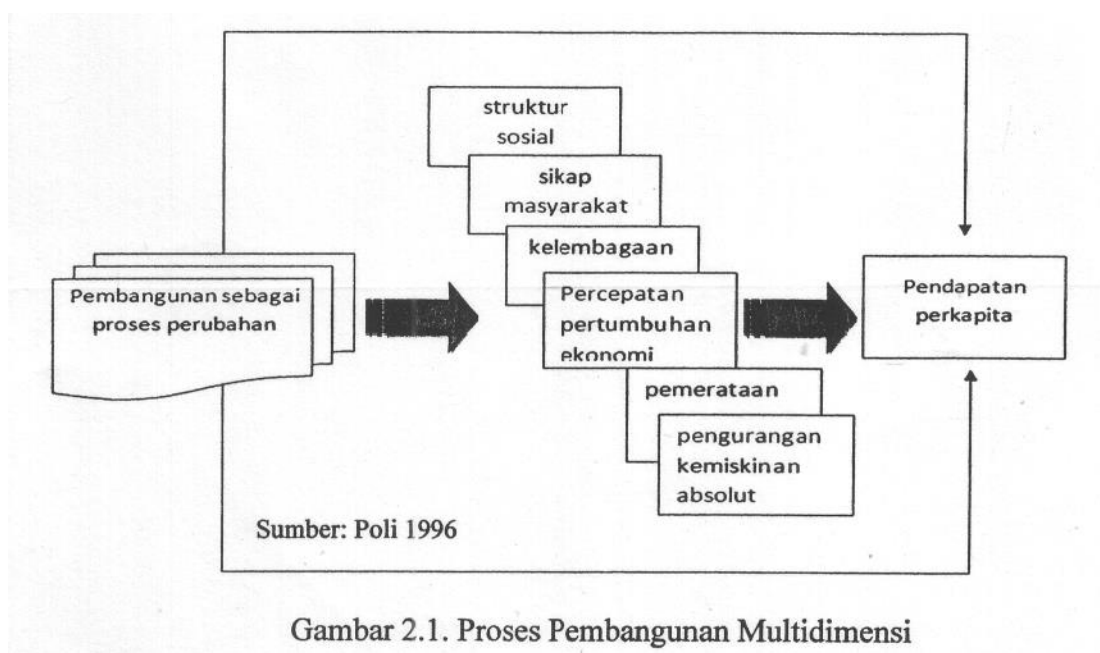 struktur
sosial
sikap
masyarakat
kelembagaan
Pembangunan sebagai
proses perubahan
Percepatan
pertumbuhan
ekonomi
Pendapatan
perkapita
pemerataan
pengurangan
kemiskinan
absolut
Sumber: Poli 1996
Gambar 2.1. Proses Pembangunan Multidimensi